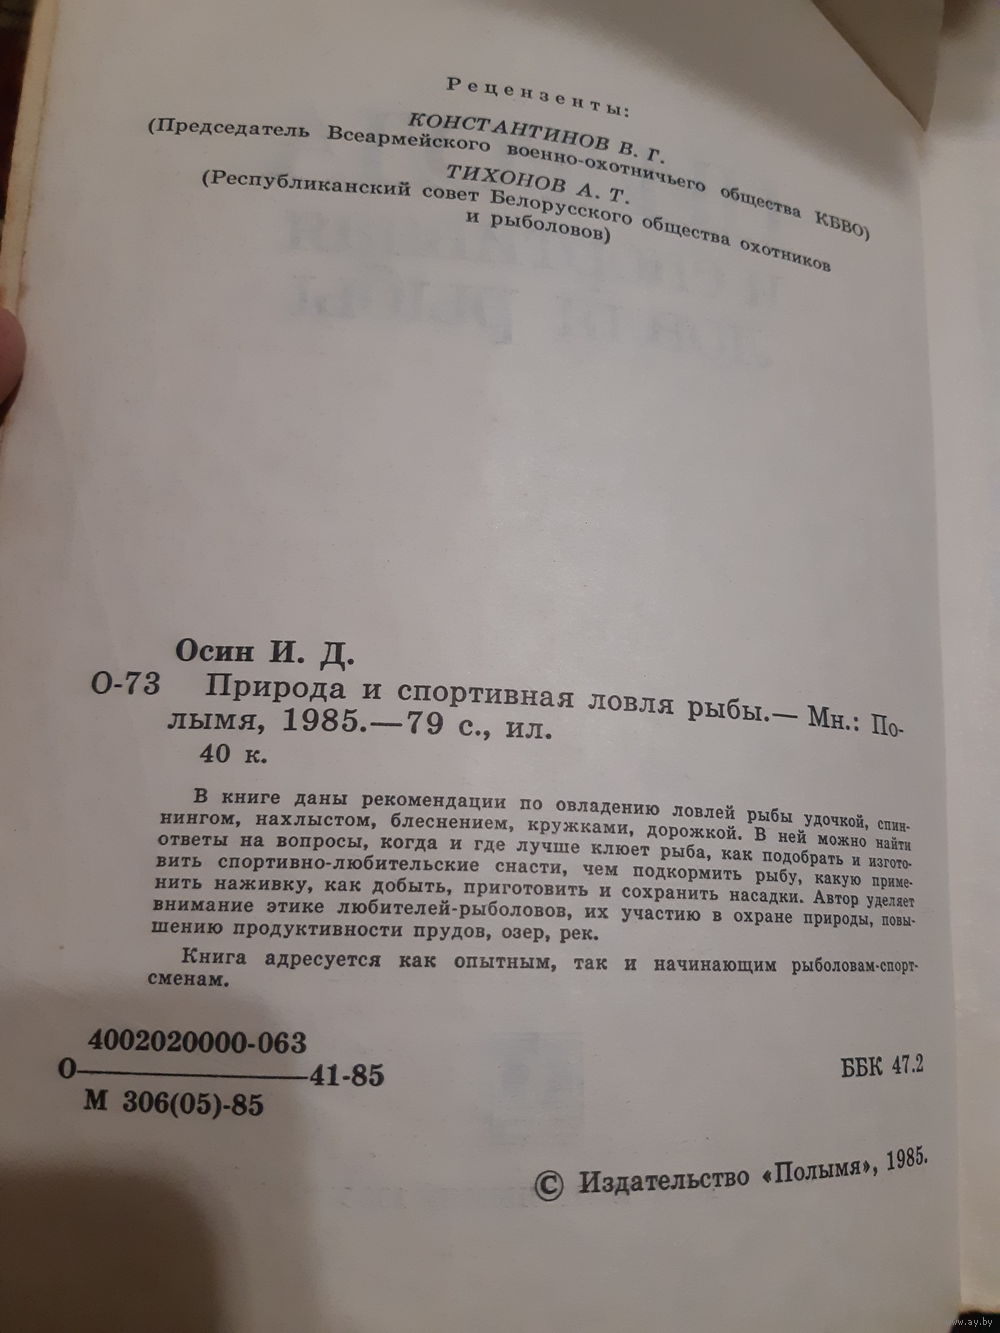 Рецензенты:
КОНСТАНТИНОВ В. Г.
(Председатель Всеармейского военно-охотничьего общества КБВО)
ТИХОНОВ А. Т.
(Республиканский совет Белорусского общества охотников
и рыболовов)
Осин И. Д.
О-73 Природа и спортивная ловля рыбы.— Мн.: По-
лымя, 1985.—79 с., ил.
40 к.
В книге даны рекомендации по овладению ловлей рыбы удочкой, спин-
нингом, нахлыстом, блеснением, кружками, дорожкой. В ней можно найти
ответы на вопросы, когда и где лучше клюет рыба, как подобрать и изгото-
вить спортивно-любительские снасти, чем подкормить рыбу, какую приме-
нить наживку, как добыть, приготовить и сохранить насадки. Автор уделяет
внимание этике любителей-рыболовов, их участию в охране природы, повы-
шению продуктивности прудов, озер, рек.
Книга адресуется как опытным, так и начинающим рыболовам-спорт-
сменам.
4002020000-063
О————41-85
М 306(05)-85
ББК 47.2
© Издательство «Полымя», 1985.
www.ay.by